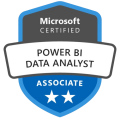 Microsoft
CERTIFIED
POWER BI
DATA ANALYST
ASSOCIATE